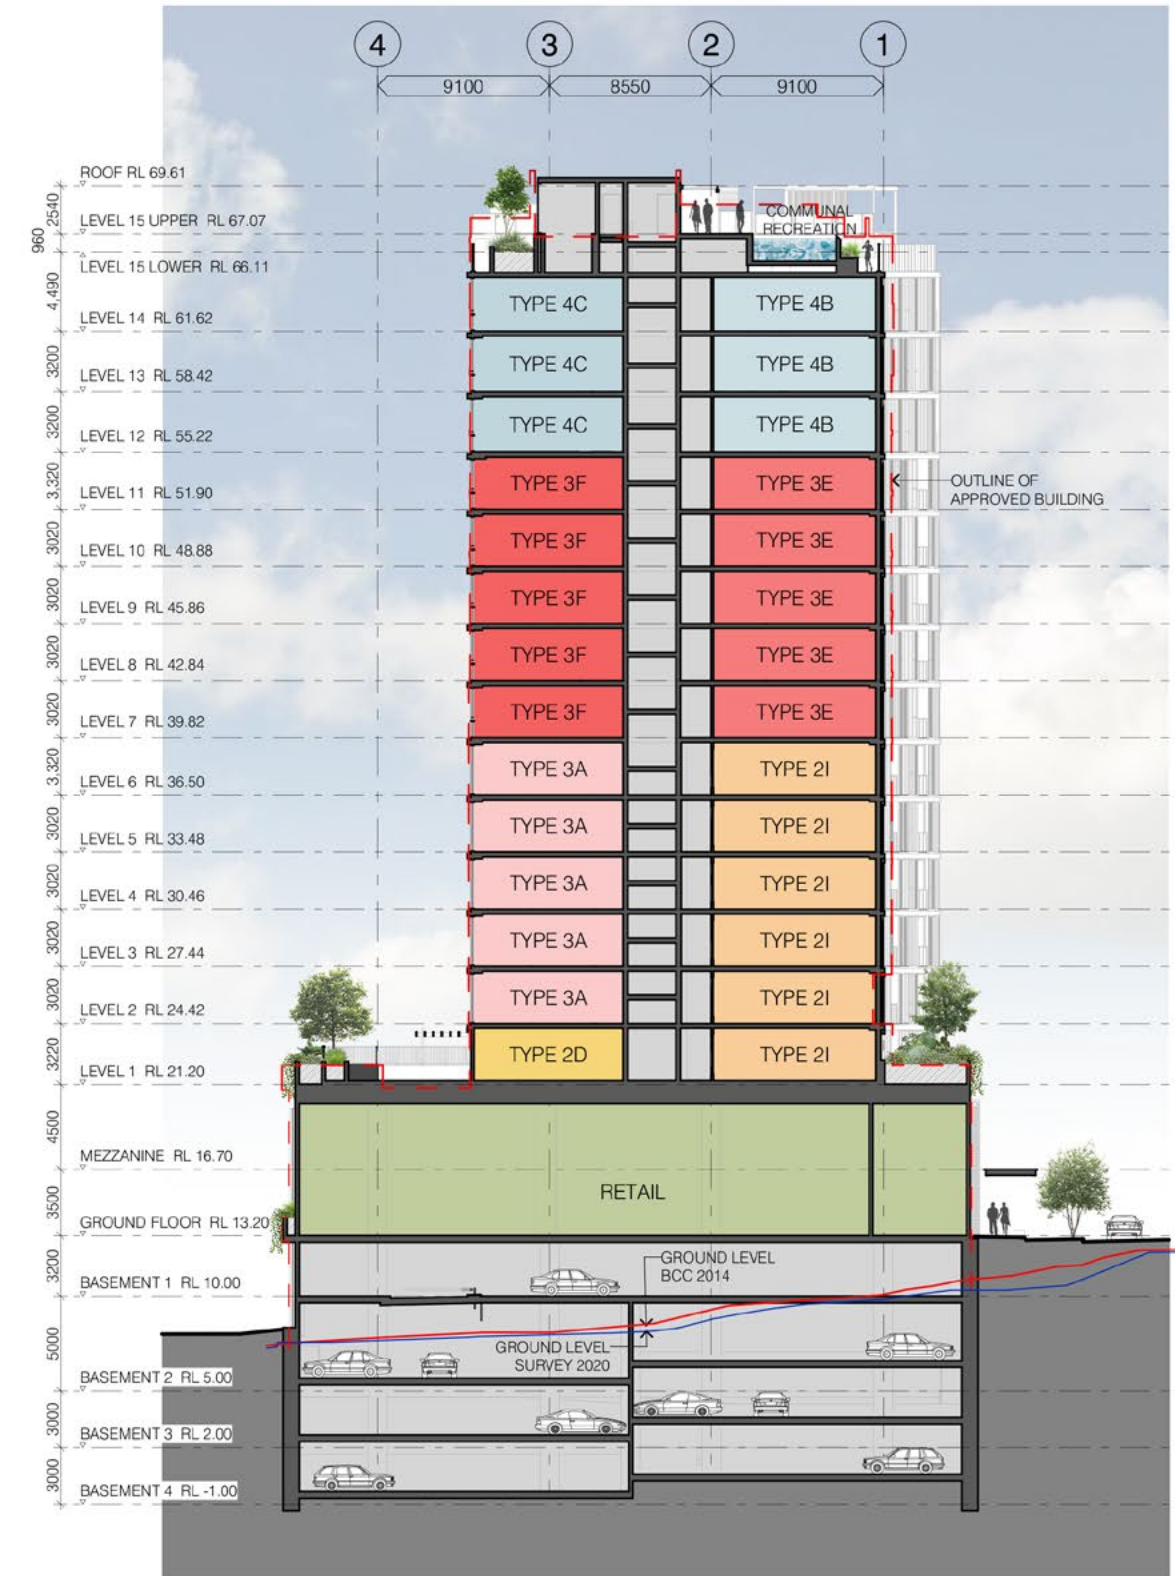 4 3 2 1
9100 8550 9100
ROOF RL 69.61
2540
LEVEL 15 UPPER RL 67.07
960
COMMUNAL
RECREATION
LEVEL 15 LOWER RL 66.11
4,490
TYPE 4C TYPE 4B
LEVEL 14 RL 61.62
3200
TYPE 4C TYPE 4B
LEVEL 13 RL 58.42
3200
TYPE 4C TYPE 4B
LEVEL 12 RL 55.22
3,320
TYPE 3F TYPE 3E
OUTLINE OF
APPROVED BUILDING
LEVEL 11 RL 51.90
3020
TYPE 3F TYPE 3E
LEVEL 10 RL 48.88
3020
TYPE 3F TYPE 3E
LEVEL 9 RL 45.86
3020
TYPE 3F TYPE 3E
LEVEL 8 RL 42.84
3020
TYPE 3F TYPE 3E
LEVEL 7 RL 39.82
3,320
TYPE 3A TYPE 2I
LEVEL 6 RL 36.50
3020
TYPE 3A TYPE 2I
LEVEL 5 RL 33.48
3020
TYPE 3A TYPE 2I
LEVEL 4 RL 30.46
3020
TYPE 3A TYPE 2I
LEVEL 3 RL 27.44
3020
TYPE 3A TYPE 2I
LEVEL 2 RL 24.42
3220
TYPE 2D TYPE 2I
LEVEL 1 RL 21.20
4500
MEZZANINE RL 16.70
3500
RETAIL
GROUND FLOOR RL 13.20
3200
GROUND LEVEL
BCC 2014
BASEMENT 1 RL 10.00
5000
GROUND LEVEL
SURVEY 2020
BASEMENT 2 RL 5.00
3000
BASEMENT 3 RL 2.00
3000
BASEMENT 4 RL -1.00